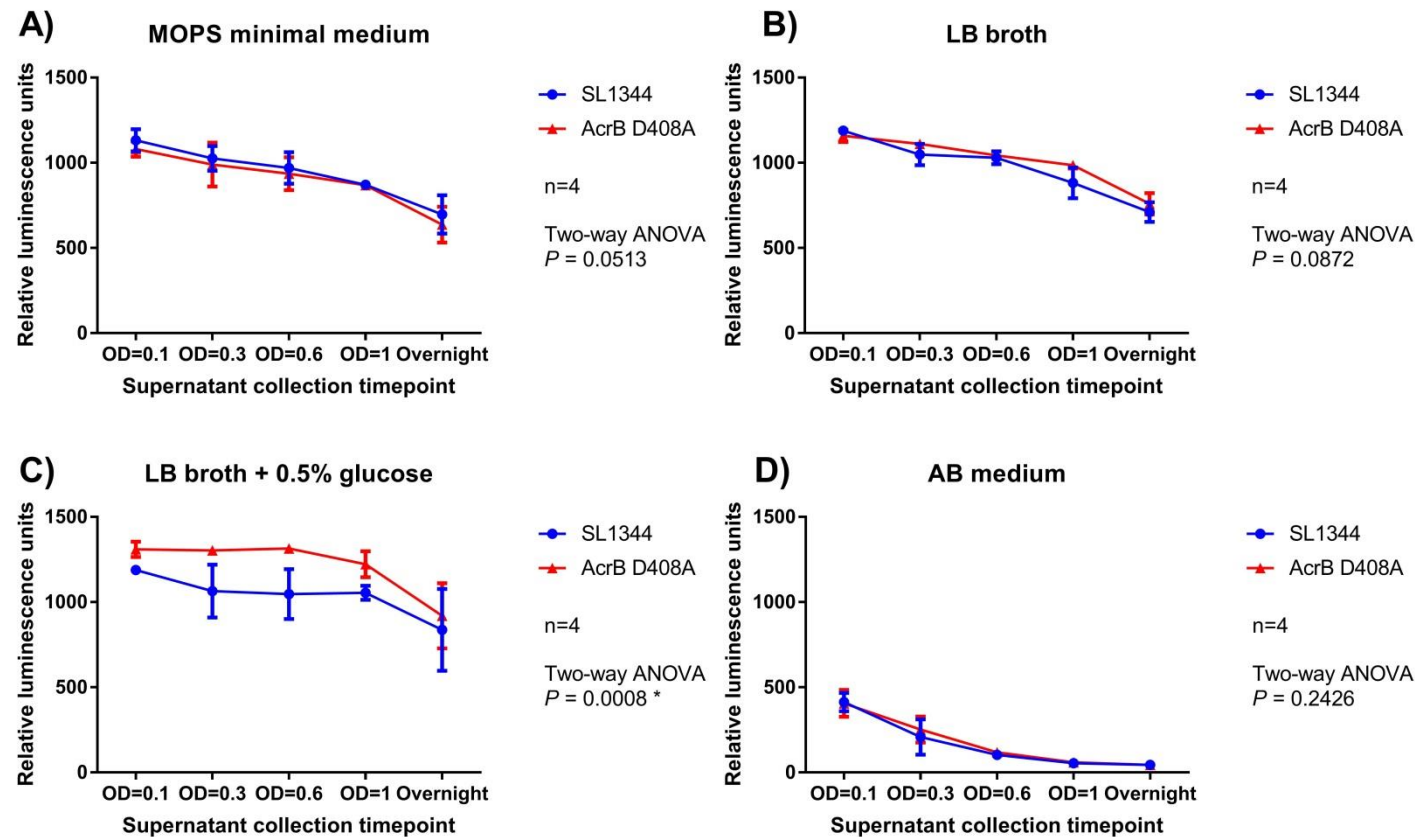 A)
MOPS minimal medium
Relative luminescence units
1500
1000
500
0
OD=0.1 OD=0.3 OD=0.6 OD=1 Overnight
Supernatant collection timepoint
SL1344
AcrB D408A
n=4
Two-way ANOVA
P = 0.0513
B)
LB broth
Relative luminescence units
1500
1000
500
0
OD=0.1 OD=0.3 OD=0.6 OD=1 Overnight
Supernatant collection timepoint
SL1344
AcrB D408A
n=4
Two-way ANOVA
P = 0.0872
C)
LB broth + 0.5% glucose
Relative luminescence units
1500
1000
500
0
OD=0.1 OD=0.3 OD=0.6 OD=1 Overnight
Supernatant collection timepoint
SL1344
AcrB D408A
n=4
Two-way ANOVA
P = 0.0008 *
D)
AB medium
Relative luminescence units
1500
1000
500
0
OD=0.1 OD=0.3 OD=0.6 OD=1 Overnight
Supernatant collection timepoint
SL1344
AcrB D408A
n=4
Two-way ANOVA
P = 0.2426